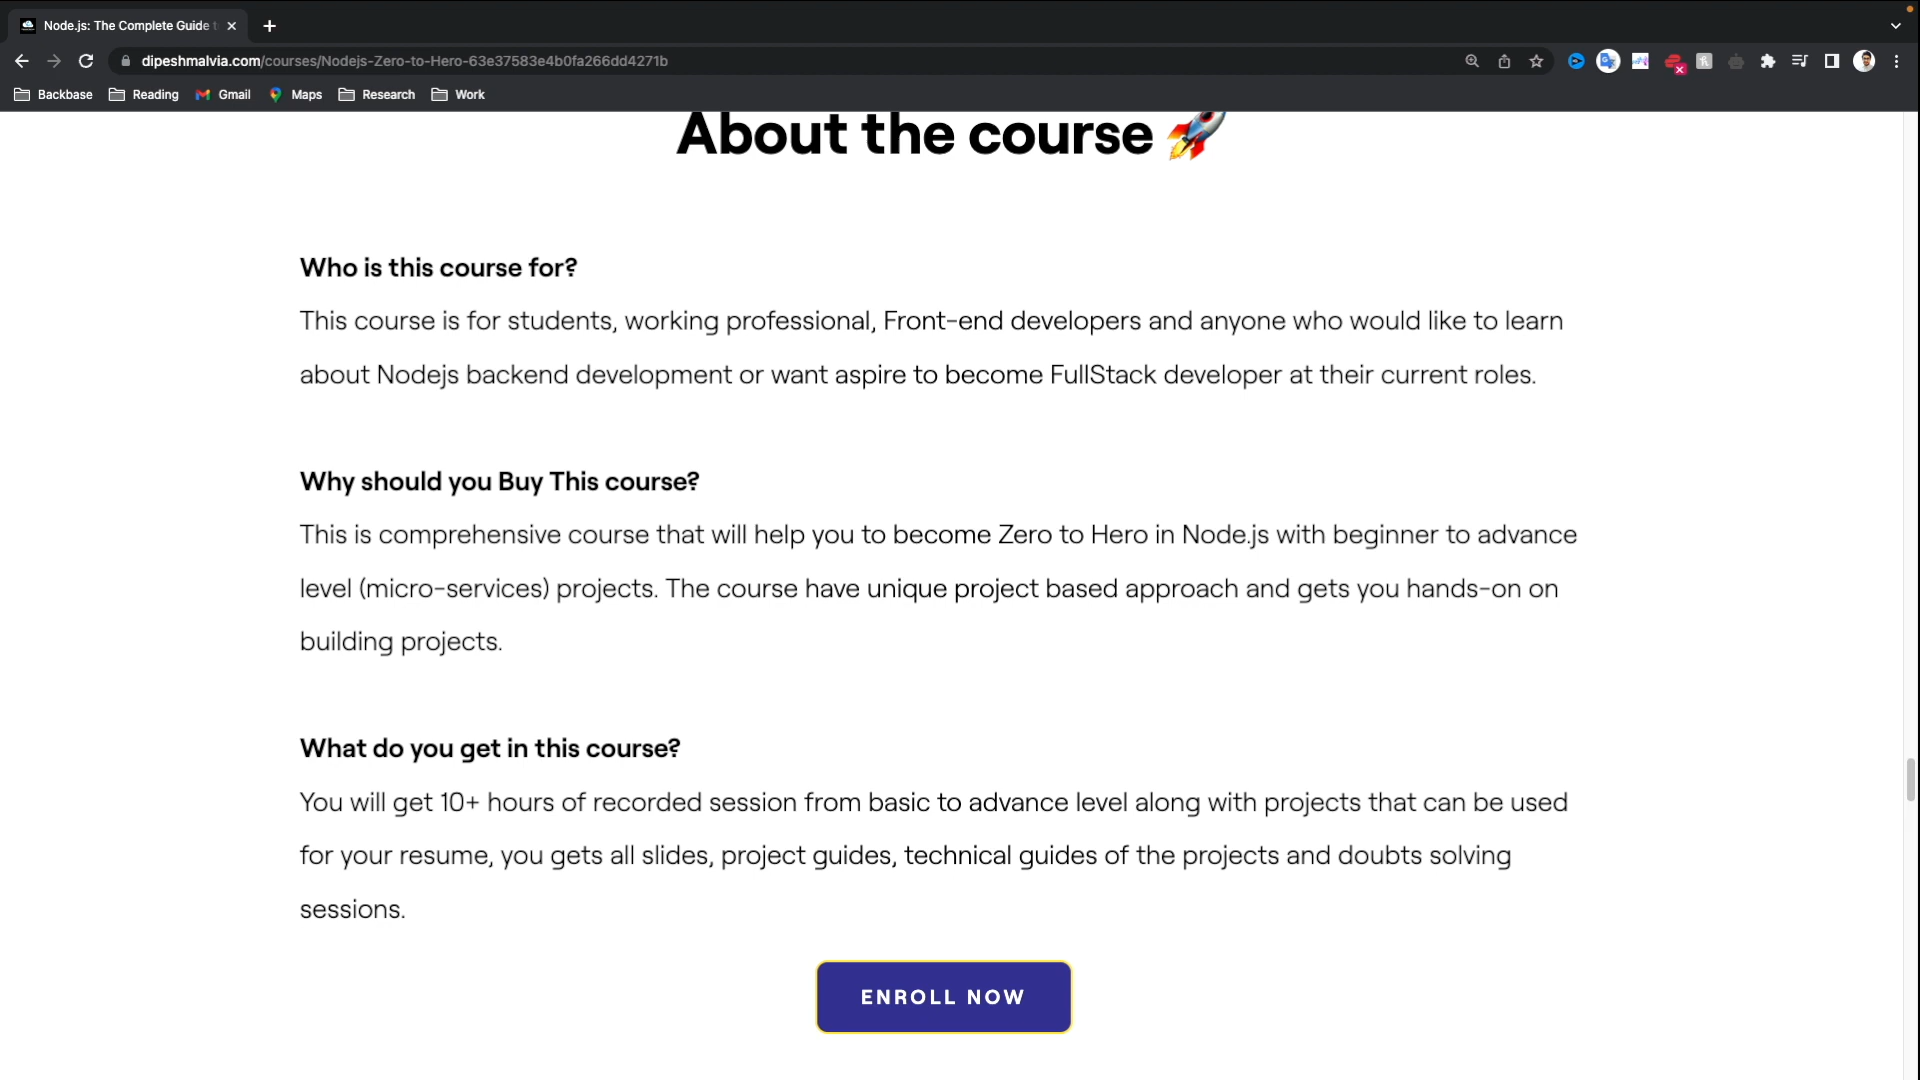 Node.js: The Complete Guide t
dipeshmalvia.com/courses/Nodejs-Zero-to-Hero-63e37583e4b0fa266dd4271b
Backbase Reading Gmail Maps Research Work
About the course 🚀
Who is this course for?
This course is for students, working professional, Front-end developers and anyone who would like to learn
about Nodejs backend development or want aspire to become FullStack developer at their current roles.
Why should you Buy This course?
This is comprehensive course that will help you to become Zero to Hero in Node.js with beginner to advance
level (micro-services) projects. The course have unique project based approach and gets you hands-on on
building projects.
What do you get in this course?
You will get 10+ hours of recorded session from basic to advance level along with projects that can be used
for your resume, you gets all slides, project guides, technical guides of the projects and doubts solving
sessions.
ENROLL NOW